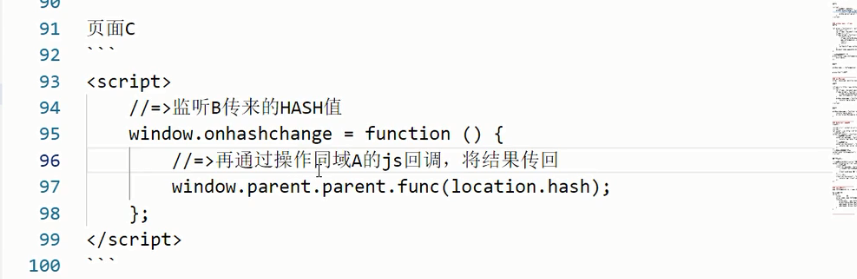 90
91 页面C
92 ```
93 <script>
94 //=>监听B传来的HASH值
95 window.onhashchange = function () {
96 //=>再通过操作同域A的js回调，将结果传回
97 window.parent.parent.func(location.hash);
98 };
99 </script>
100 ```